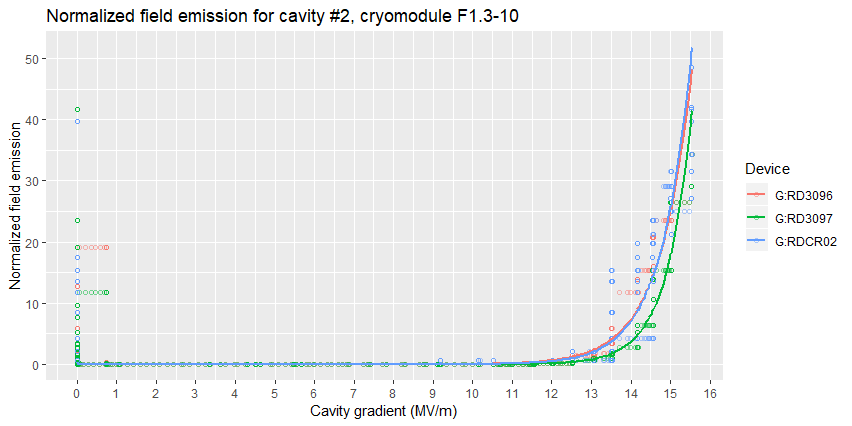 Normalized field emission for cavity #2, cryomodule F1.3-10
Normalized field emission
50
40
30
20
10
0
0 1 2 3 4 5 6 7 8 9 10 11 12 13 14 15 16
Cavity gradient (MV/m)
Device
G:RD3096
G:RD3097
G:RDCR02